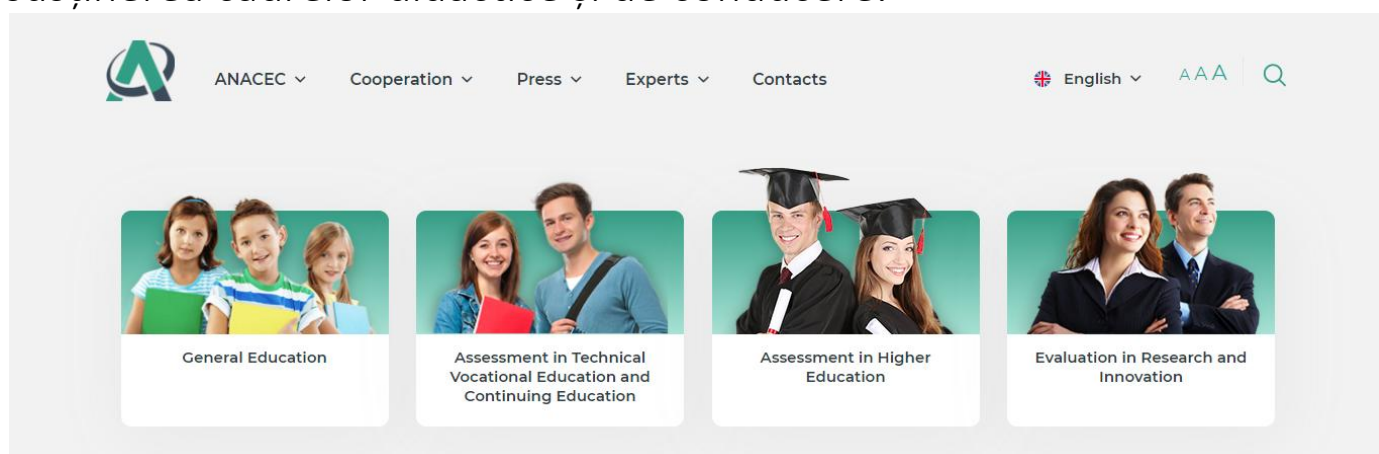 ANACEC Cooperation Press Experts Contacts English A A A
General Education
Assessment in Technical
Vocational Education and
Continuing Education
Assessment in Higher
Education
Evaluation in Research and
Innovation